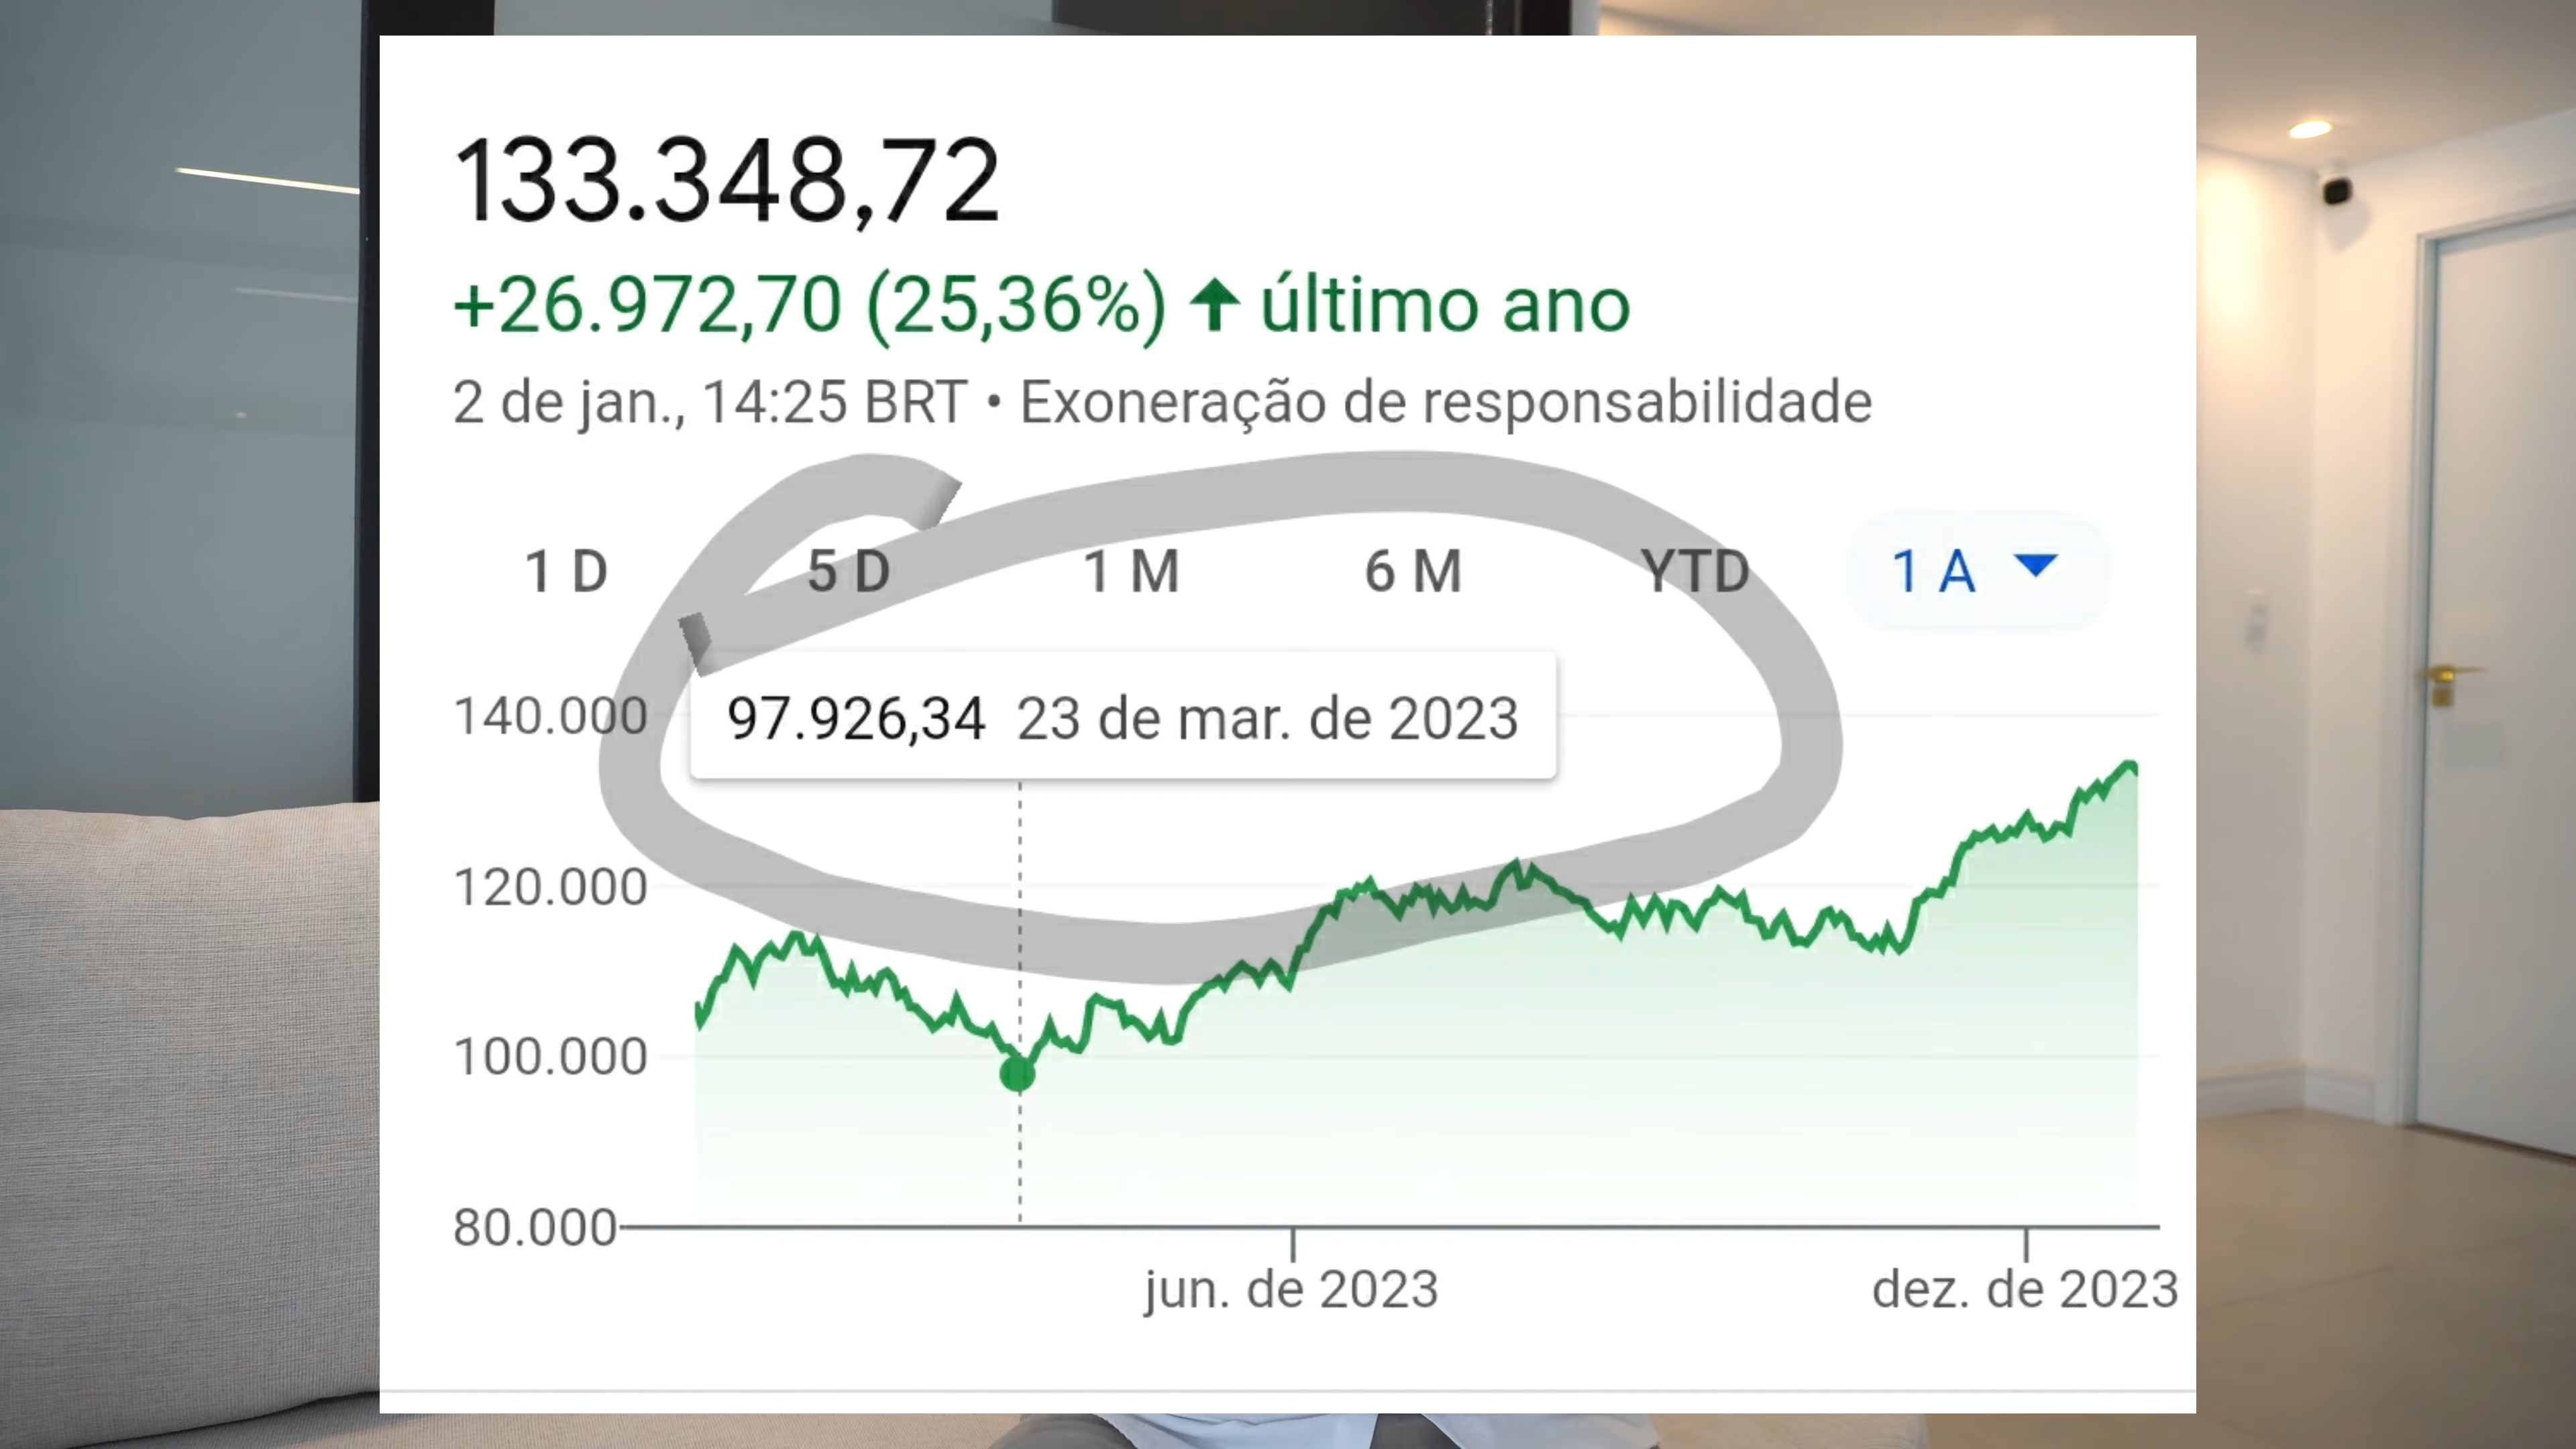 133.348,72
+26.972,70 (25,36%) ↑ último ano
2 de jan., 14:25 BRT • Exoneração de responsabilidade
1 D 5 D 1 M 6 M YTD 1 A
97.926,34 23 de mar. de 2023
140.000
120.000
100.000
80.000
jun. de 2023 dez. de 2023